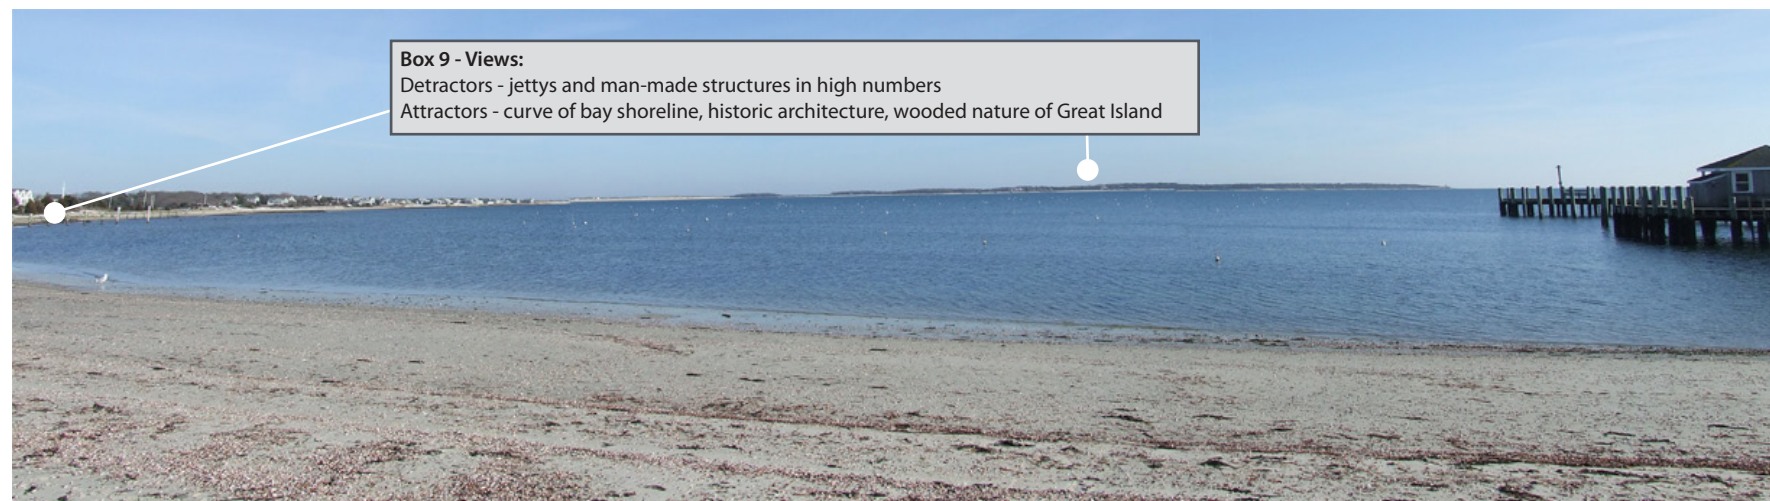 Box 9 - Views:
Detractors - jettys and man-made structures in high numbers
Attractors - curve of bay shoreline, historic architecture, wooded nature of Great Island